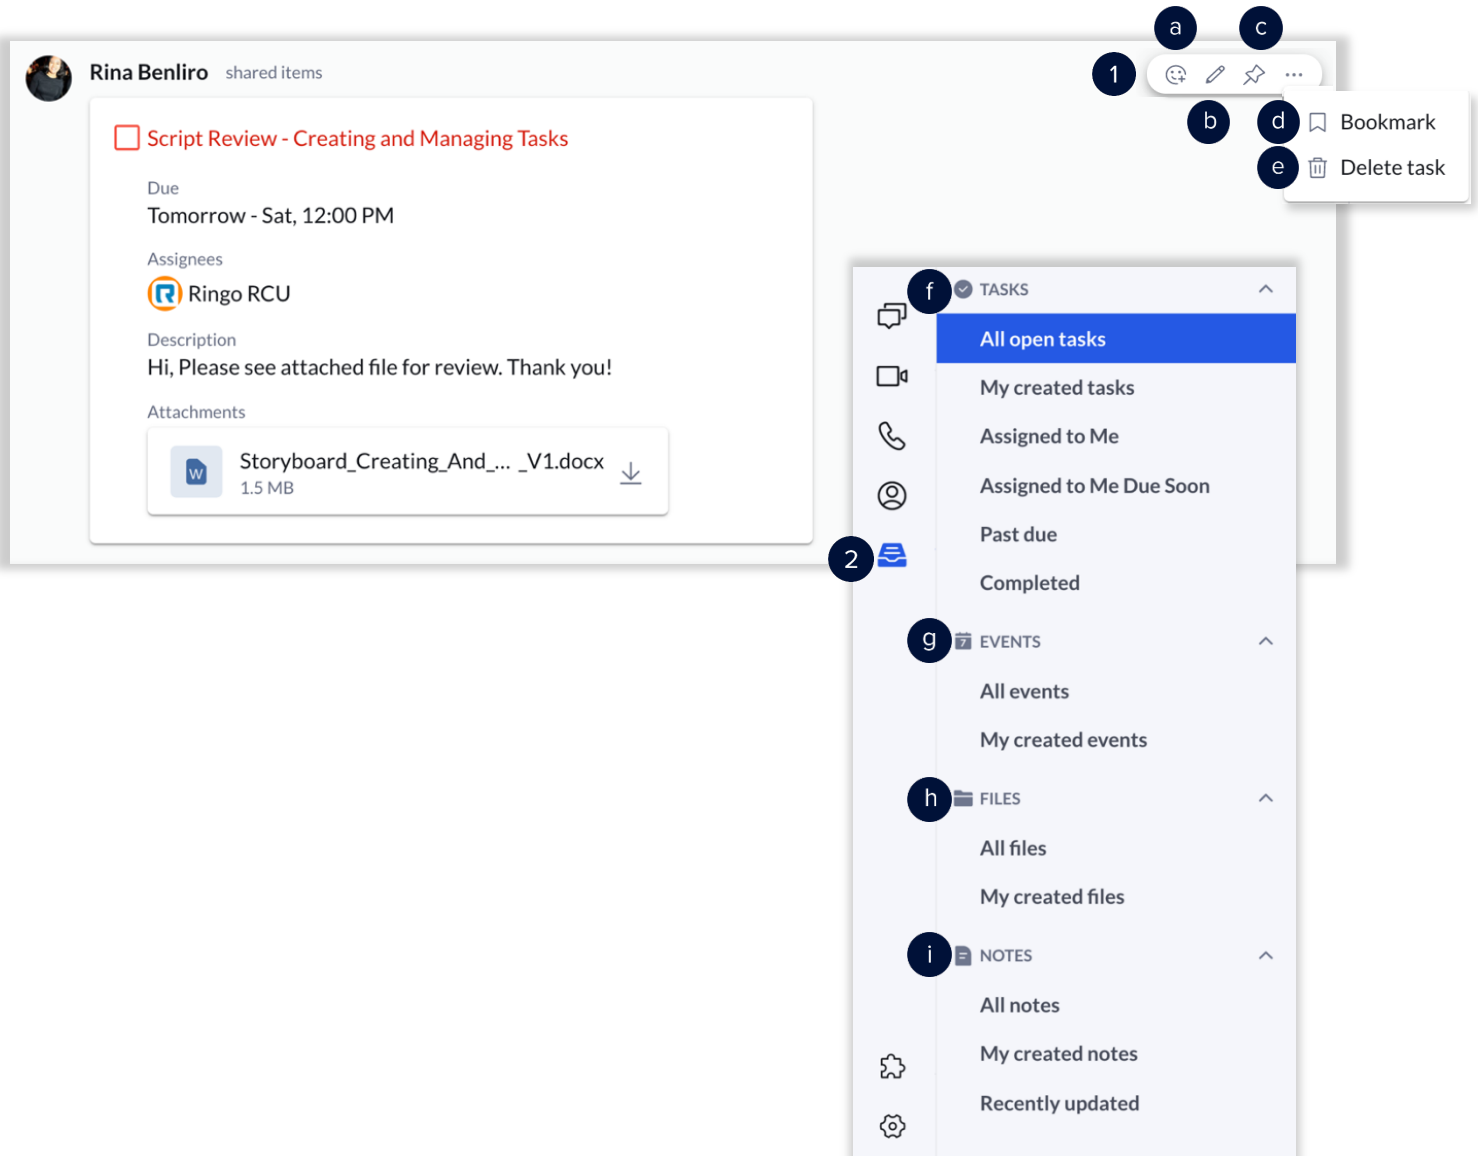 a
c
Rina Benliro shared items
1
b
d Bookmark
e Delete task
Script Review - Creating and Managing Tasks
Due
Tomorrow - Sat, 12:00 PM
Assignees
Ringo RCU
Description
Hi, Please see attached file for review. Thank you!
Attachments
W
Storyboard_Creating_And_... _V1.docx
1.5 MB
f TASKS
All open tasks
My created tasks
Assigned to Me
Assigned to Me Due Soon
Past due
2
Completed
g 7 EVENTS
All events
My created events
h FILES
All files
My created files
i NOTES
All notes
My created notes
Recently updated